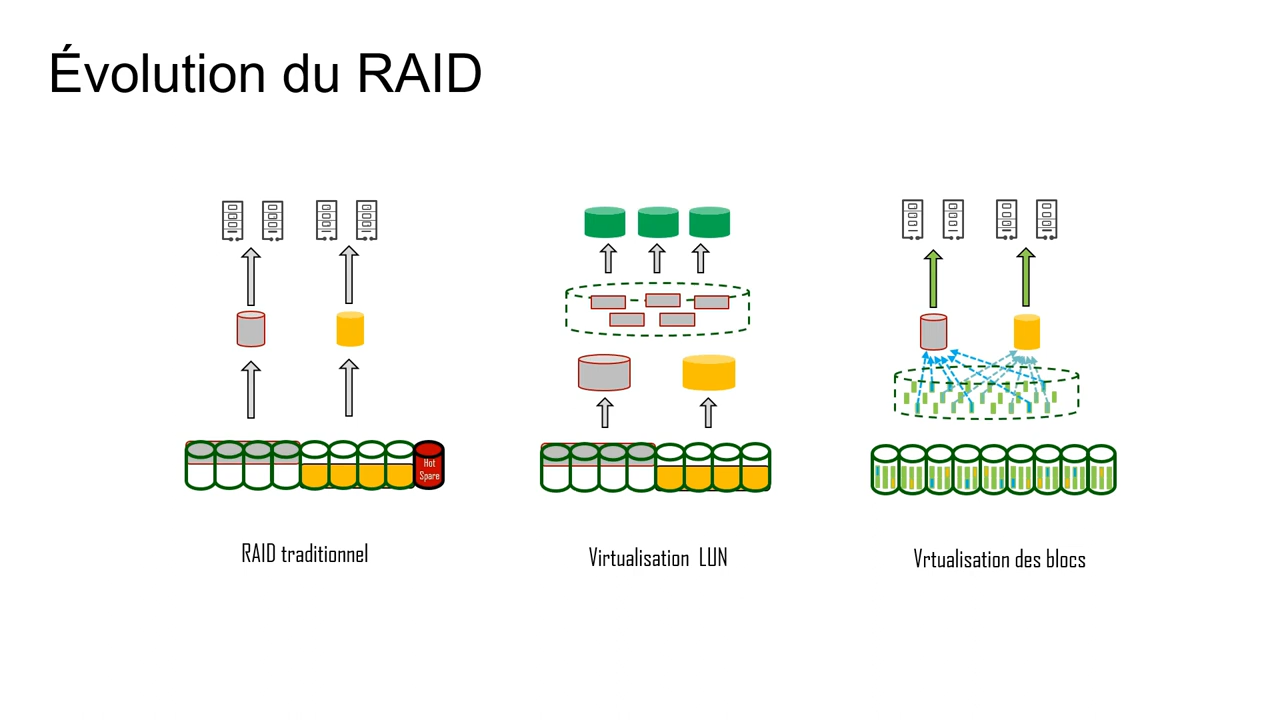 Évolution du RAID
Hot
Spare
RAID traditionnel
Virtualisation LUN
Vrtualisation des blocs